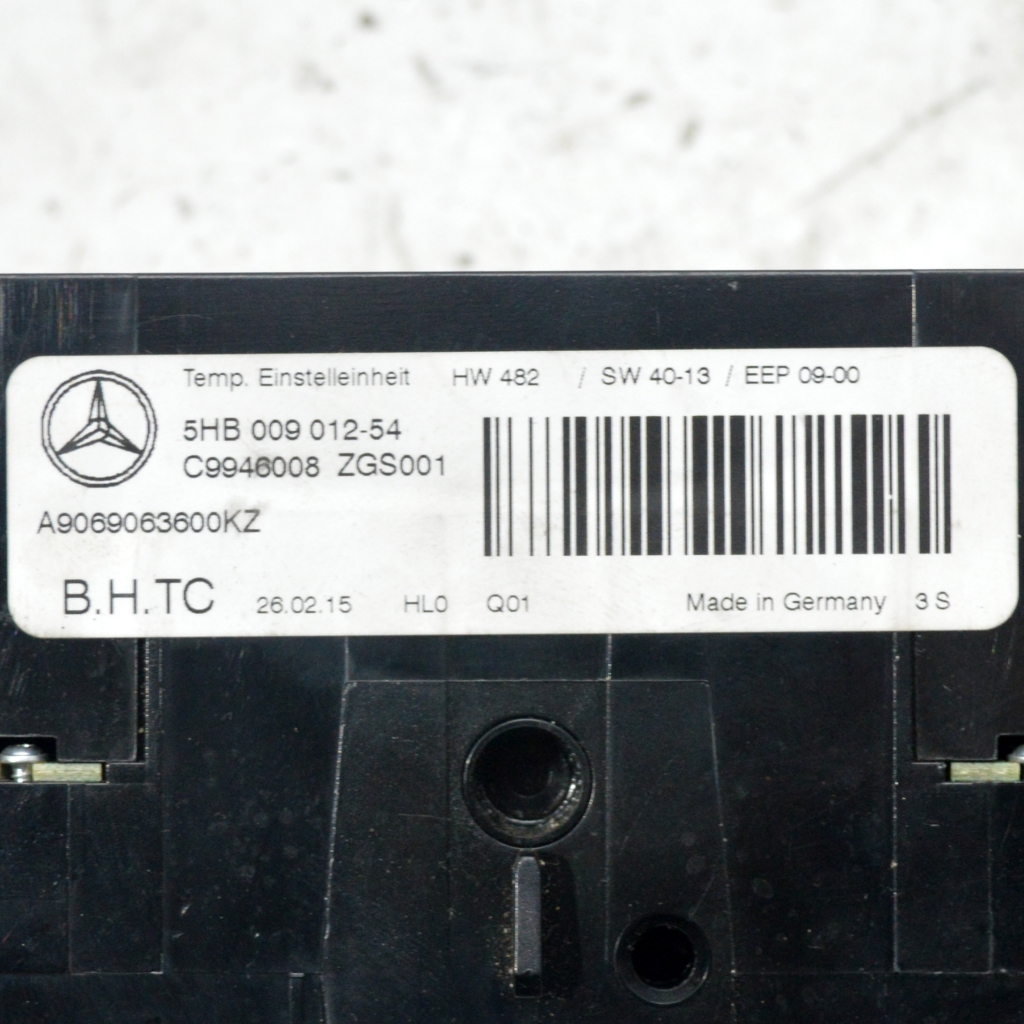 Temp. Einstelleinheit HW 482 / SW 40-13 / EEP 09-00
5HB 009 012-54
C9946008 ZGS001
A9069063600KZ
B.H.TC 26.02.15 HL0 Q01 Made in Germany 3 S